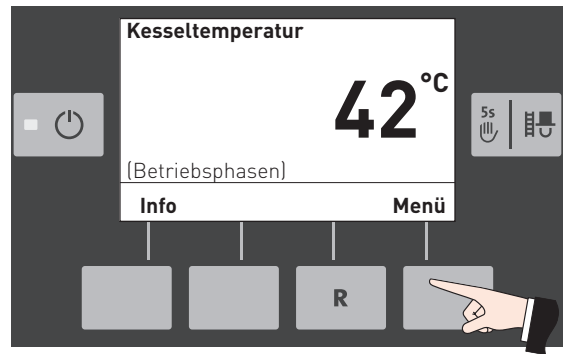 Kesseltemperatur
42°C
5s
(Betriebsphasen)
Info Menü
R